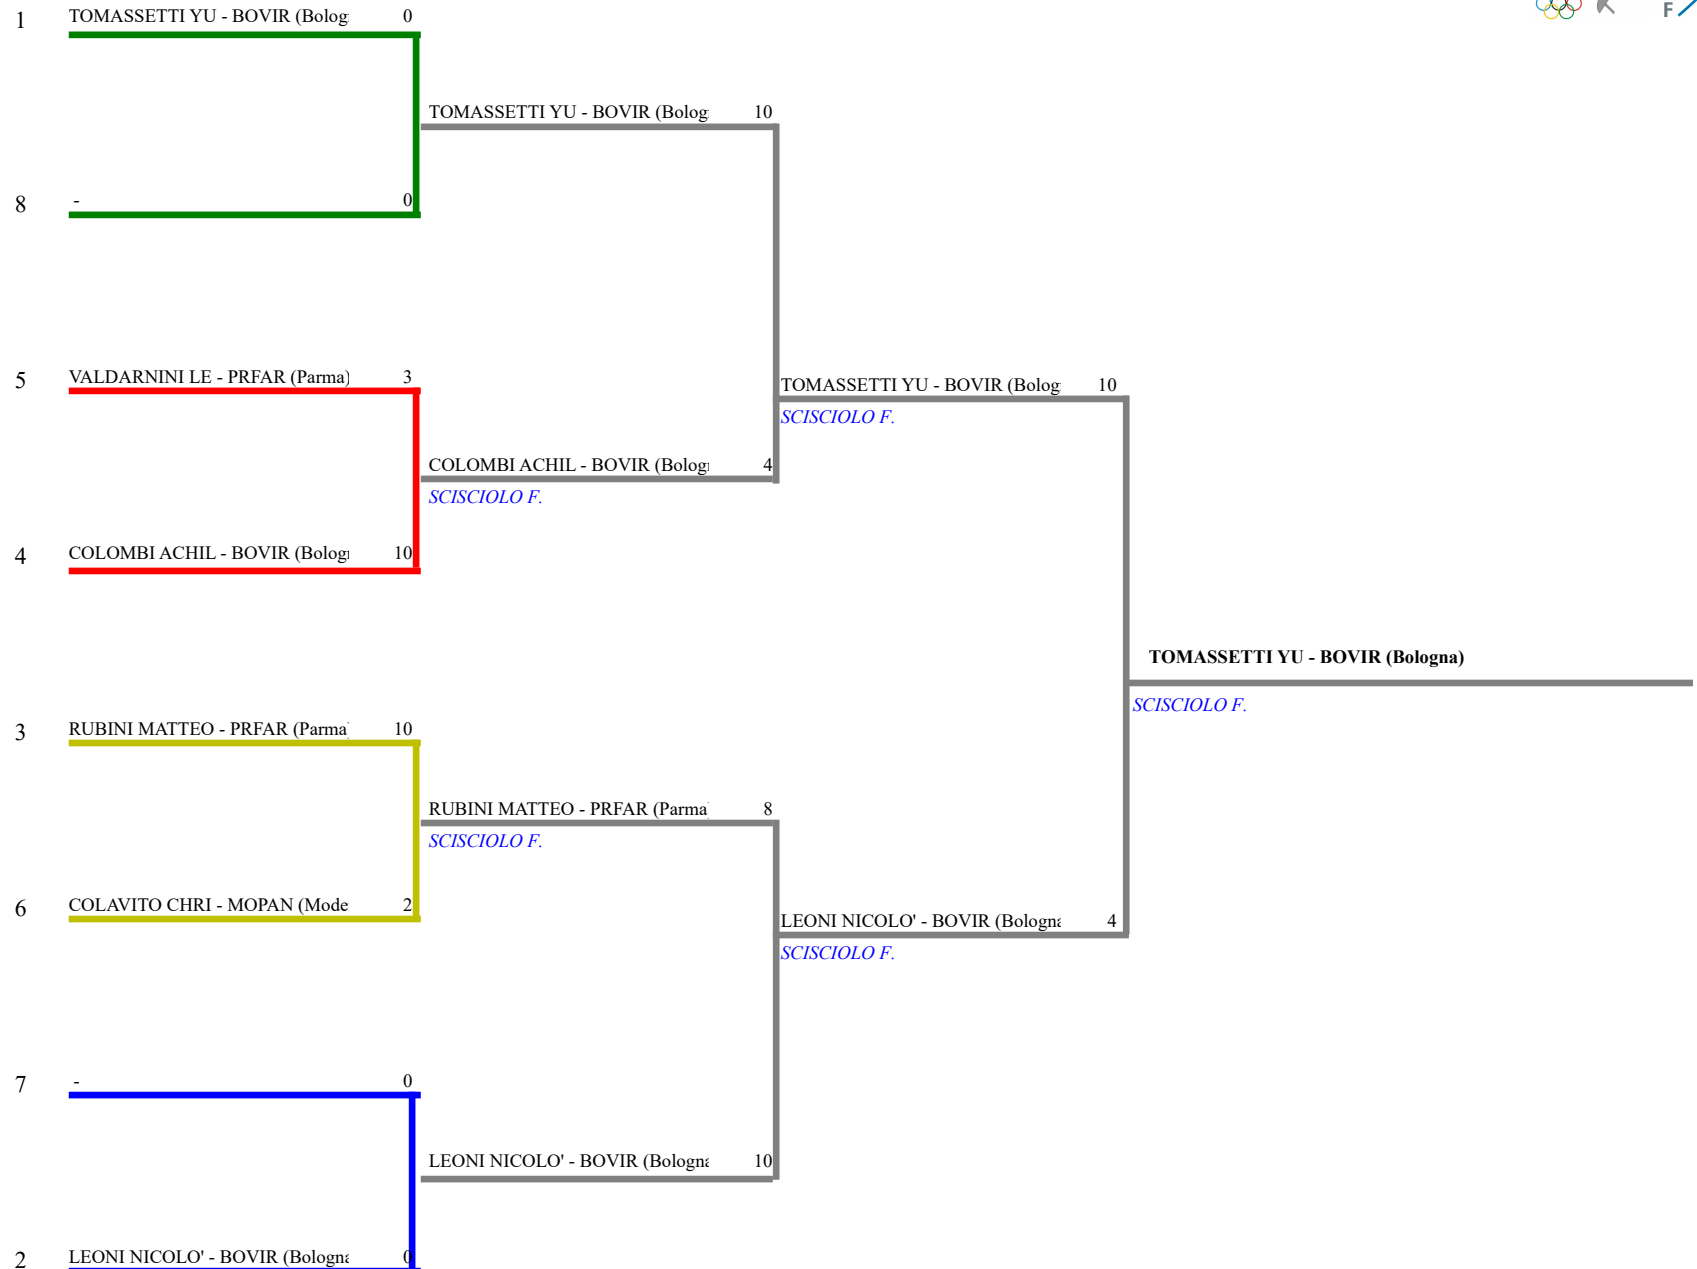 1 TOMASSETTI YU - BOVIR (Bolog 0
F
TOMASSETTI YU - BOVIR (Bolog 10
8 - 0
5 VALDARNINI LE - PRFAR (Parma) 3
TOMASSETTI YU - BOVIR (Bolog 10
SCISCIOLO F.
COLOMBI ACHIL - BOVIR (Bolog 4
SCISCIOLO F.
4 COLOMBI ACHIL - BOVIR (Bolog 10
TOMASSETTI YU - BOVIR (Bologna)
SCISCIOLO F.
3 RUBINI MATTEO - PRFAR (Parma 10
RUBINI MATTEO - PRFAR (Parma 8
SCISCIOLO F.
6 COLAVITO CHRI - MOPAN (Mode 2
LEONI NICOLO' - BOVIR (Bologna 4
SCISCIOLO F.
7 - 0
LEONI NICOLO' - BOVIR (Bologna 10
2 LEONI NICOLO' - BOVIR (Bologna 0